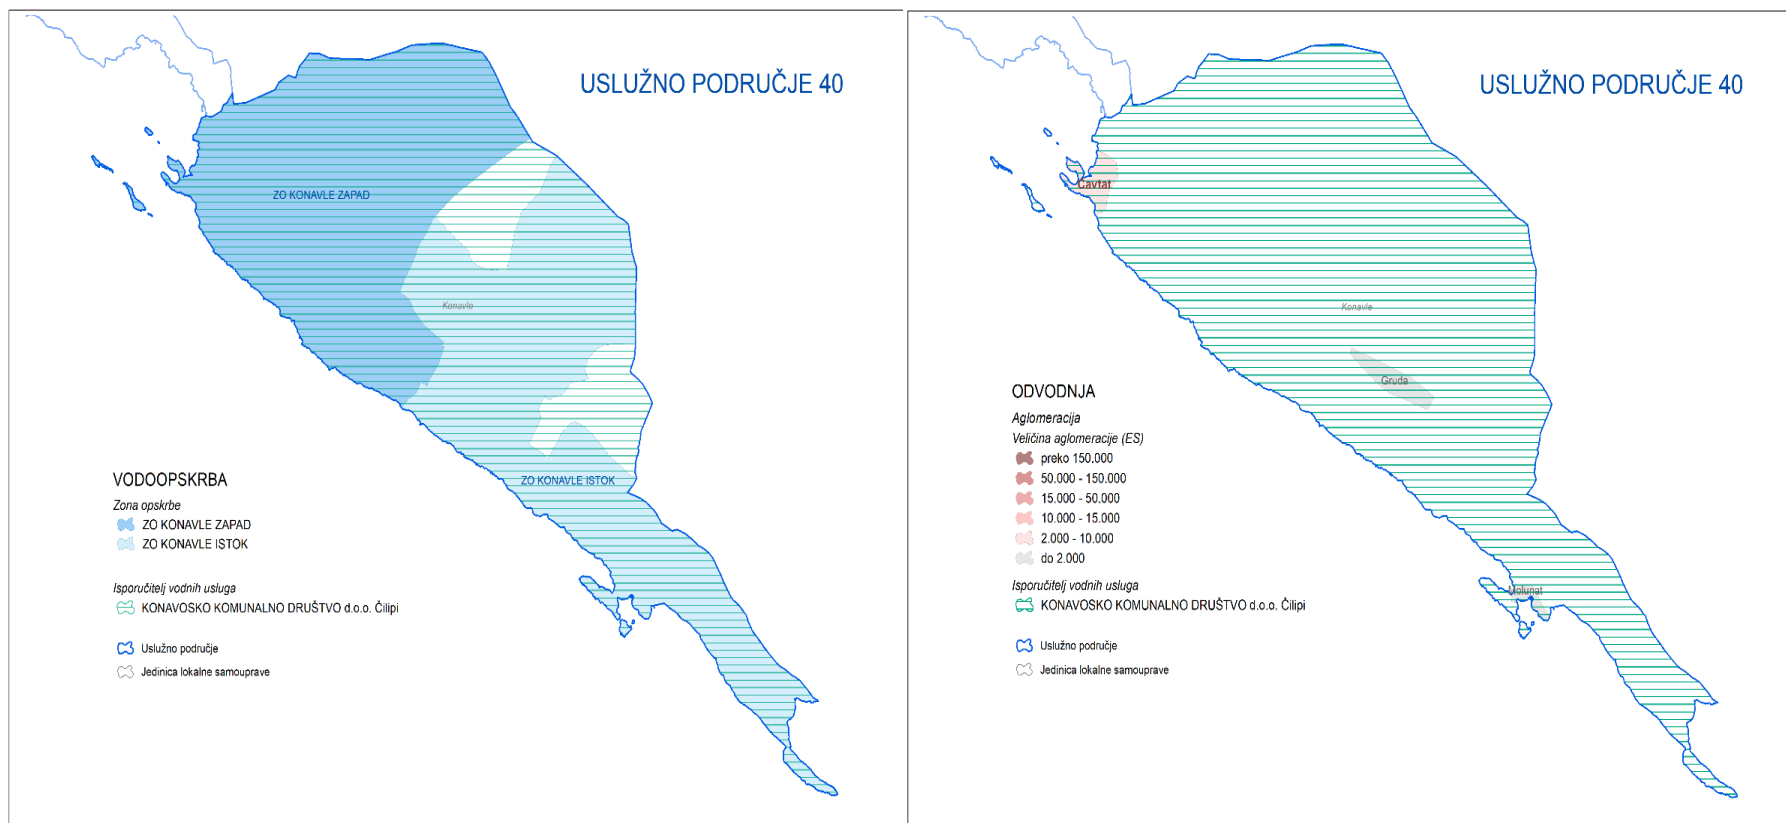 USLUŽNO PODRUČJE 40
ZO KONAVLE ZAPAD
Konavle
ZO KONAVLE ISTOK
VODOOPSKRBA
Zona opskrbe
ZO KONAVLE ZAPAD
ZO KONAVLE ISTOK
Isporučitelj vodnih usluga
KONAVOSKO KOMUNALNO DRUŠTVO d.o.o. Čilipi
Uslužno područje
Jedinica lokalne samouprave
USLUŽNO PODRUČJE 40
Cavtat
Konavle
Gruda
Molunat
ODVODNJA
Aglomeracija
Veličina aglomeracije (ES)
preko 150.000
50.000 - 150.000
15.000 - 50.000
10.000 - 15.000
2.000 - 10.000
do 2.000
Isporučitelj vodnih usluga
KONAVOSKO KOMUNALNO DRUŠTVO d.o.o. Čilipi
Uslužno područje
Jedinica lokalne samouprave